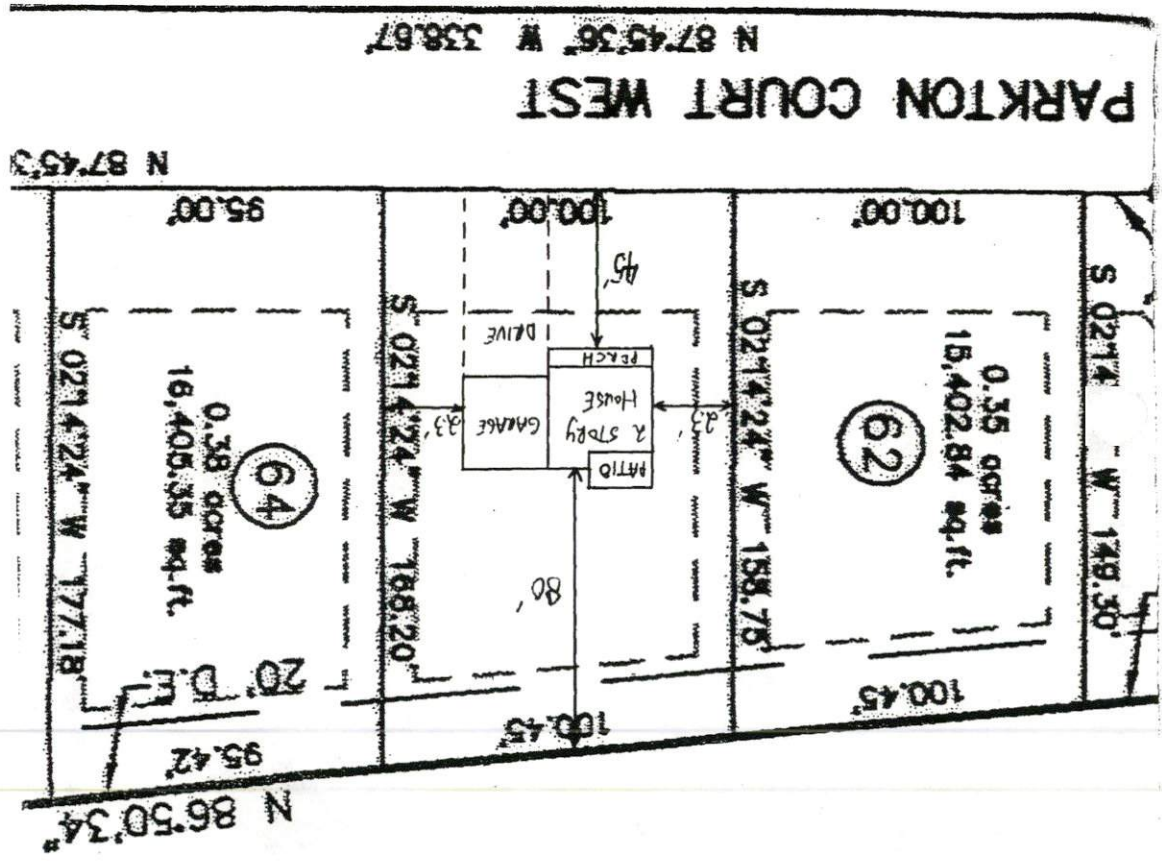 N 86°50'34"
95.42'
100.45'
100.45'
20' D.E.
S 02°14 W 149.30'
0.35 acres
15,402.84 sq.ft.
62
S 02°14'24" W 158.75'
80'
PATIO
2 STORY
HOUSE
GARAGE
23'
23'
PERCH
DRIVE
45'
S 02°14'24" W 168.20'
64
0.38 acres
16,405.35 sq.ft.
S 02°14'24" W 177.18'
100.00'
100.00'
95.00'
N 87°45'3
PARKTON COURT WEST
N 87°45'36" W 338.67'